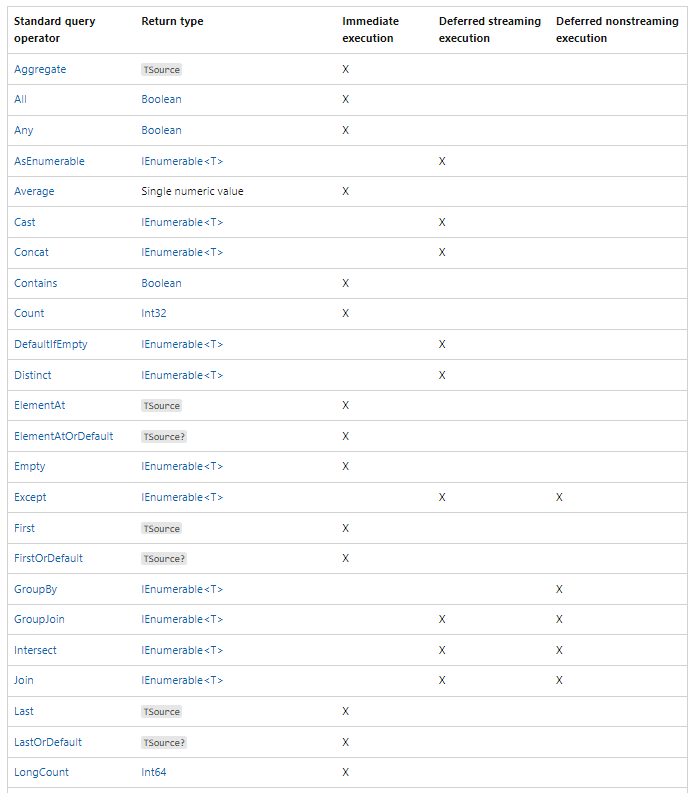 Standard query operator Return type Immediate execution Deferred streaming execution Deferred nonstreaming execution
Aggregate TSource X
All Boolean X
Any Boolean X
AsEnumerable IEnumerable<T> X
Average Single numeric value X
Cast IEnumerable<T> X
Concat IEnumerable<T> X
Contains Boolean X
Count Int32 X
DefaultIfEmpty IEnumerable<T> X
Distinct IEnumerable<T> X
ElementAt TSource X
ElementAtOrDefault TSource? X
Empty IEnumerable<T> X
Except IEnumerable<T> X X
First TSource X
FirstOrDefault TSource? X
GroupBy IEnumerable<T> X
GroupJoin IEnumerable<T> X X
Intersect IEnumerable<T> X X
Join IEnumerable<T> X X
Last TSource X
LastOrDefault TSource? X
LongCount Int64 X